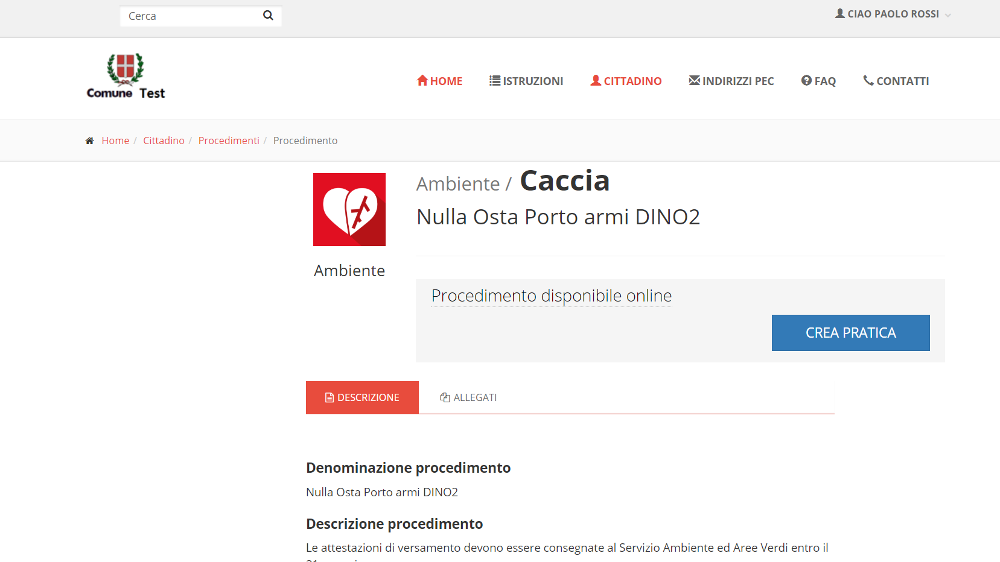 Cerca
CIAO PAOLO ROSSI
Comune Test
HOME
ISTRUZIONI
CITTADINO
INDIRIZZI PEC
FAQ
CONTATTI
Home / Cittadino / Procedimenti / Procedimento
Ambiente / Caccia
Nulla Osta Porto armi DINO2
Ambiente
Procedimento disponibile online
CREA PRATICA
DESCRIZIONE
ALLEGATI
Denominazione procedimento
Nulla Osta Porto armi DINO2
Descrizione procedimento
Le attestazioni di versamento devono essere consegnate al Servizio Ambiente ed Aree Verdi entro il